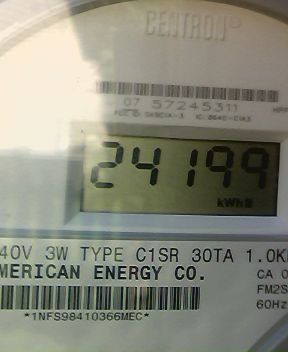 CENTRON®
07 57245311
24199
kWh
40V 3W TYPE C1SR 30TA 1.0K
MERICAN ENERGY CO.
CA 0
FM2S
60Hz
*1NFS98410366MEC*